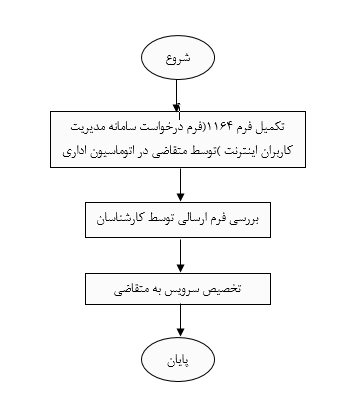 شروع
تکمیل فرم ۱۱۶۴(فرم درخواست سامانه مدیریت
کاربران اینترنت )توسط متقاضی در اتوماسیون اداری
بررسی فرم ارسالی توسط کارشناسان
تخصیص سرویس به متقاضی
پایان